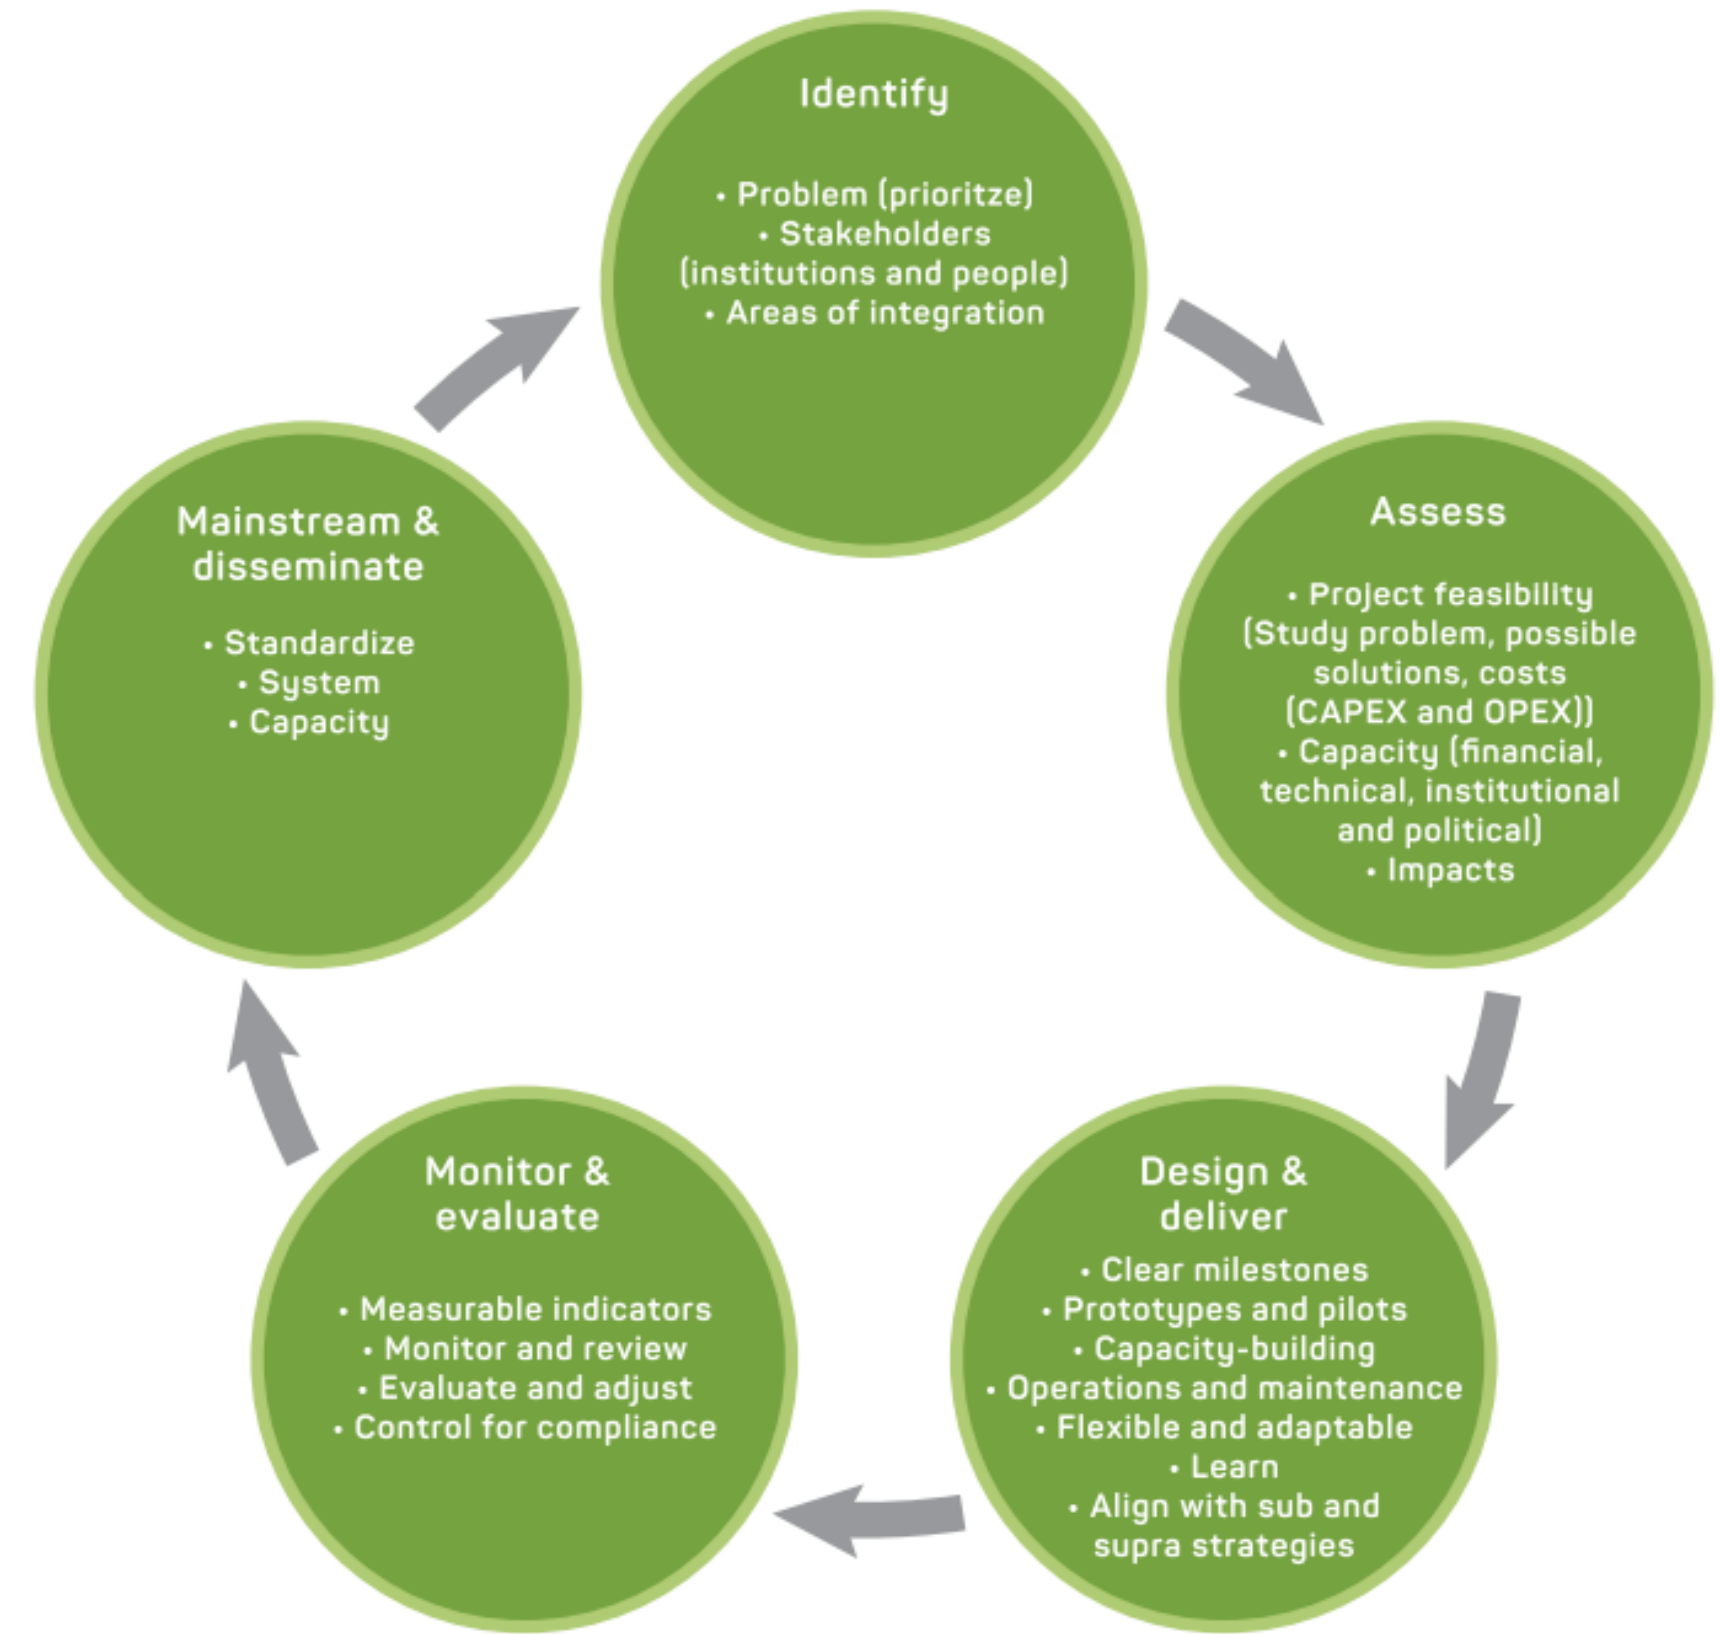 Identify
• Problem (prioritze)
• Stakeholders
(institutions and people)
• Areas of integration
Assess
• Project feasibility
(Study problem, possible
solutions, costs
(CAPEX and OPEX))
• Capacity (financial,
technical, institutional
and political)
• Impacts
Design &
deliver
• Clear milestones
• Prototypes and pilots
• Capacity-building
• Operations and maintenance
• Flexible and adaptable
• Learn
• Align with sub and
supra strategies
Monitor &
evaluate
• Measurable indicators
• Monitor and review
• Evaluate and adjust
• Control for compliance
Mainstream &
disseminate
• Standardize
• System
• Capacity